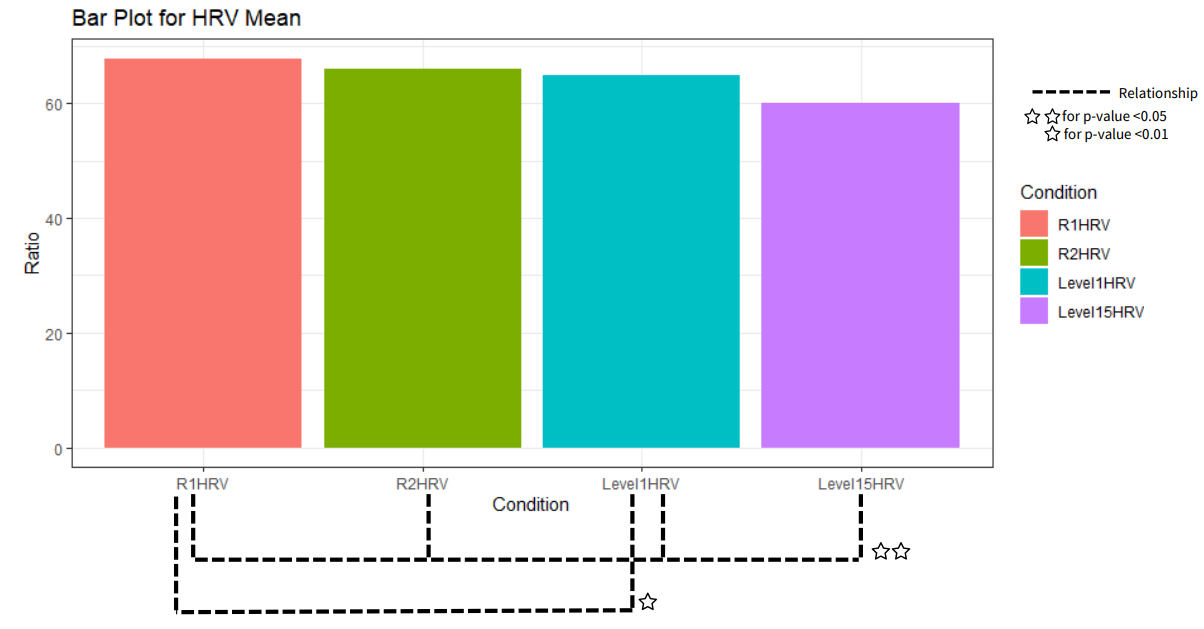 Bar Plot for HRV Mean
Ratio
60
40
20
0
R1HRV
R2HRV
Level1HRV
Level15HRV
Condition
Relationship
for p-value <0.05
for p-value <0.01
Condition
R1HRV
R2HRV
Level1HRV
Level15HRV